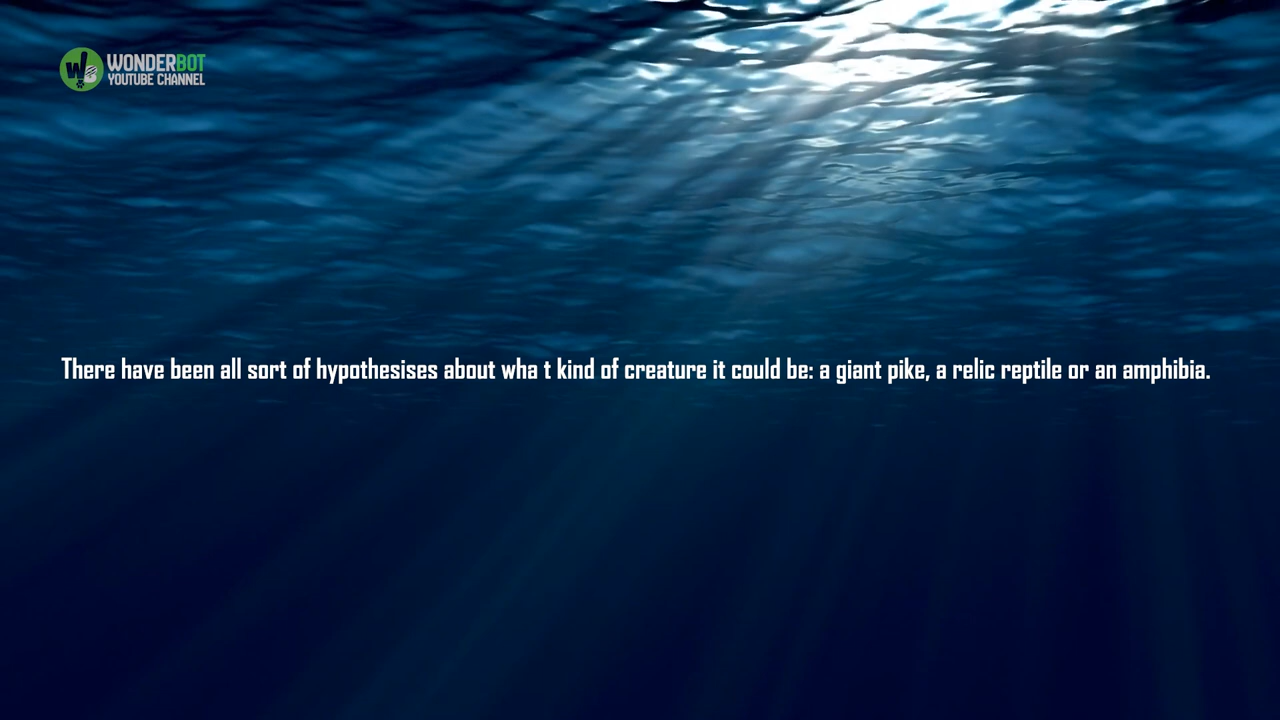 WONDERBOT
YOUTUBE CHANNEL
There have been all sort of hypothesises about wha t kind of creature it could be: a giant pike, a relic reptile or an amphibia.